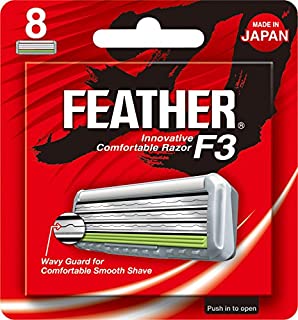 8
MADE IN
JAPAN
FEATHER®
Innovative
Comfortable Razor
F3
Wavy Guard for
Comfortable Smooth Shave
Push in to open